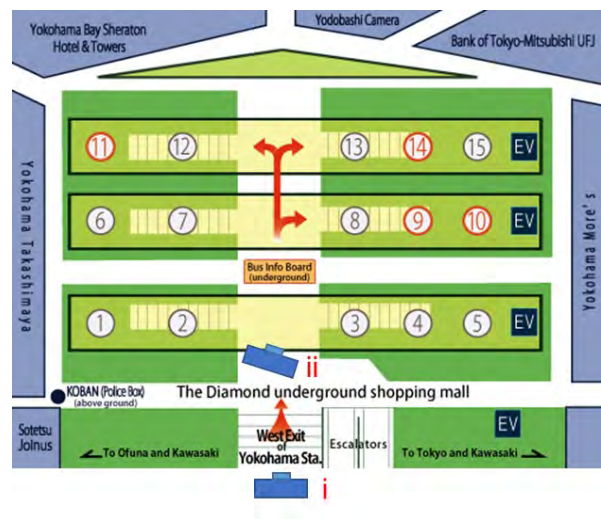 Yokohama Bay Sheraton
Hotel & Towers
Yodobashi Camera
Bank of Tokyo-Mitsubishi UFJ
Yokohama Takashimaya
Yokohama More's
11
12
13
14
15
EV
6
7
8
9
10
EV
Bus Info Board
(underground)
1
2
3
4
5
EV
ii
KOBAN (Police Box)
(above ground)
The Diamond underground shopping mall
Sotetsu
Joinus
To Ofuna and Kawasaki
West Exit
of
Yokohama Sta.
Escalators
EV
To Tokyo and Kawasaki
i